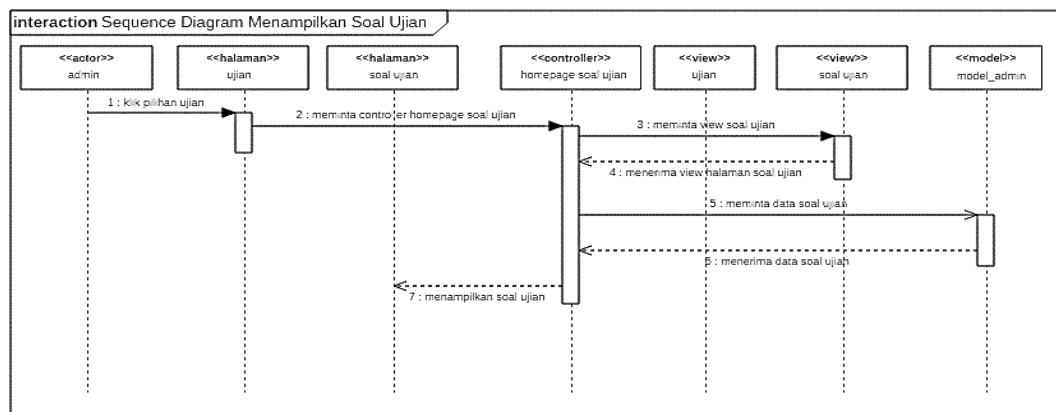 interaction Sequence Diagram Menampilkan Soal Ujian
<<actor>>
admin
<<halaman>>
ujian
<<halaman>>
soal ujian
<<controller>>
homepage soal ujian
<<view>>
ujian
<<view>>
soal ujian
<<model>>
model_admin
1 : klik pilihan ujian
2 : meminta controller homepage soal ujian
3 : meminta view soal ujian
4 : menerima view halaman soal ujian
5 : meminta data soal ujian
6 : menerima data soal ujian
7 : menampilkan soal ujian